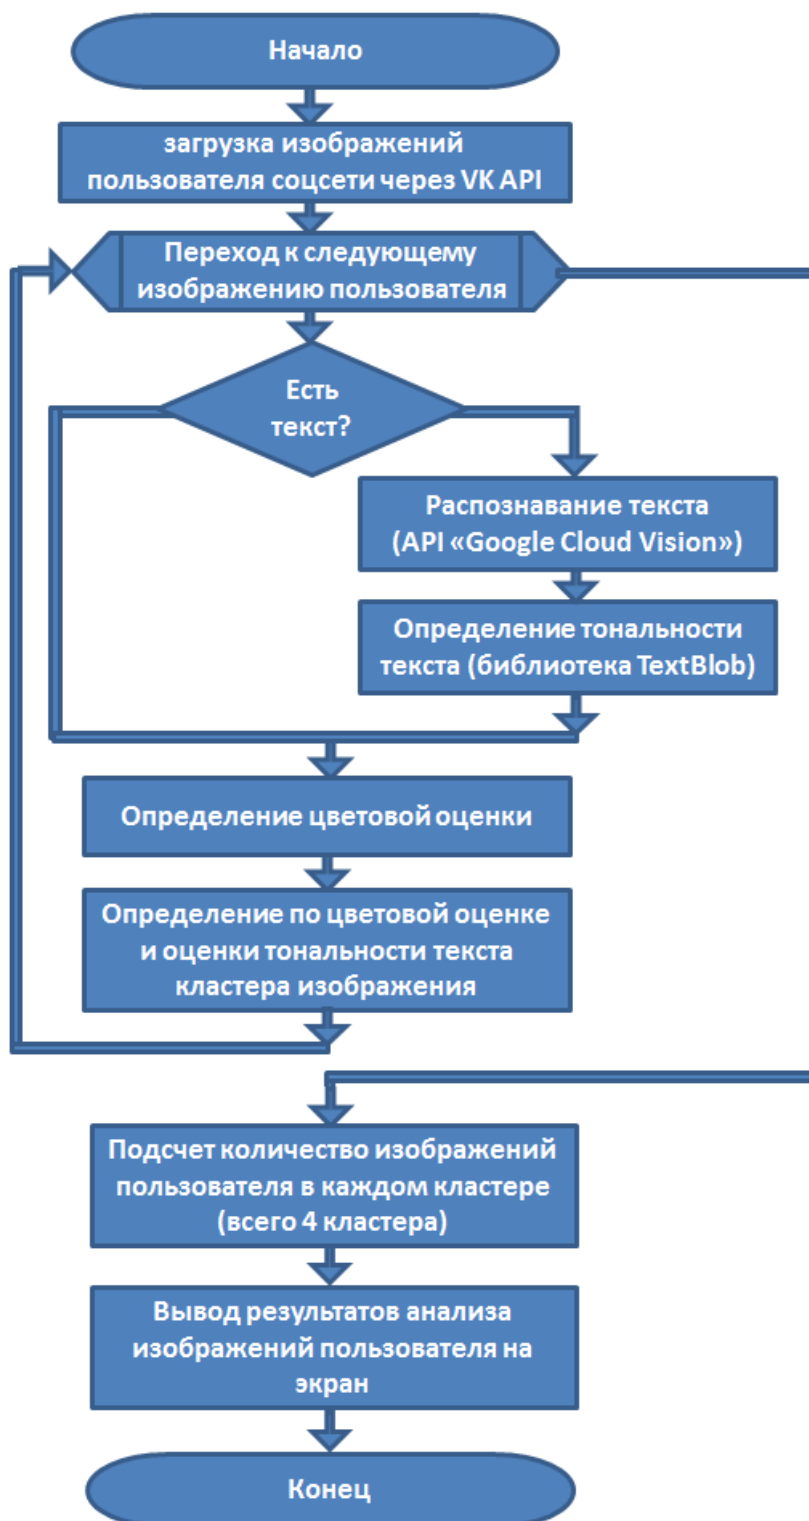 Начало
загрузка изображений
пользователя соцсети через VK API
Переход к следующему
изображению пользователя
Есть
текст?
Распознавание текста
(API «Google Cloud Vision»)
Определение тональности
текста (библиотека TextBlob)
Определение цветовой оценки
Определение по цветовой оценке
и оценки тональности текста
кластера изображения
Подсчет количество изображений
пользователя в каждом кластере
(всего 4 кластера)
Вывод результатов анализа
изображений пользователя на
экран
Конец